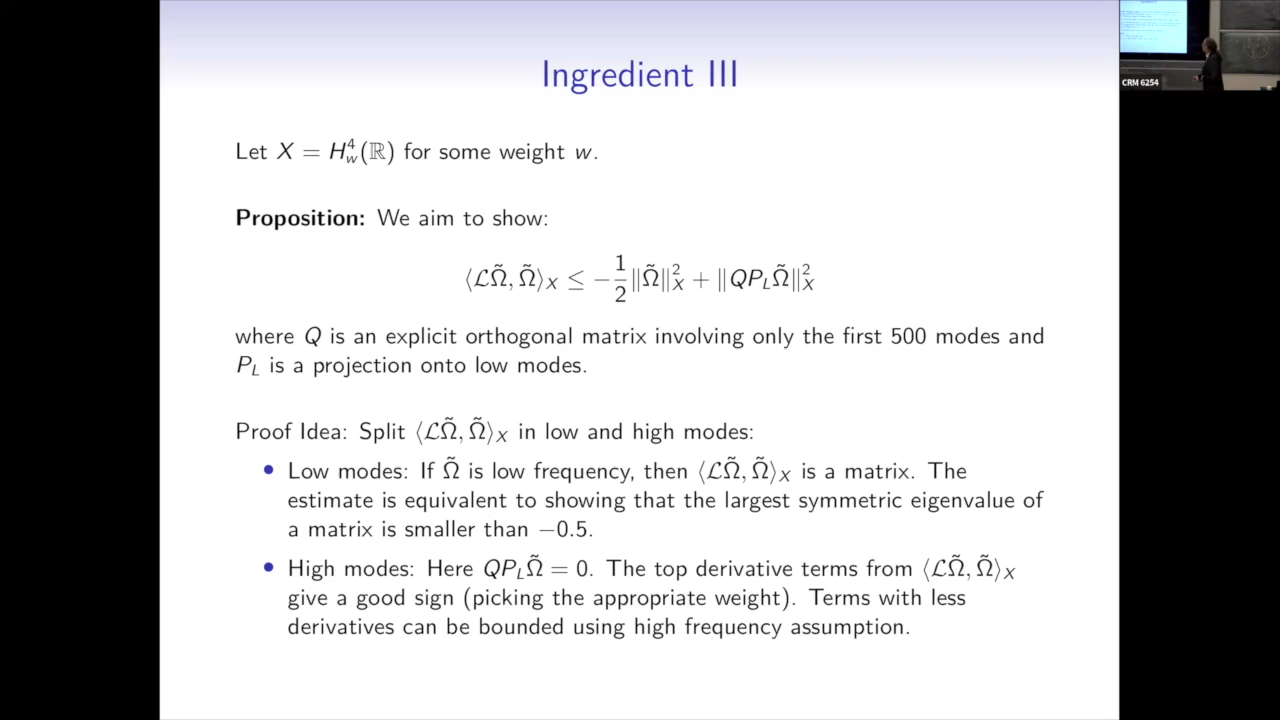 Ingredient III
Let X = H⁴_w(ℝ) for some weight w.
Proposition: We aim to show:
⟨ℒΩ̃, Ω̃⟩_X ≤ −1/2‖Ω̃‖²_X + ‖QP_LΩ̃‖²_X
where Q is an explicit orthogonal matrix involving only the first 500 modes and
P_L is a projection onto low modes.
Proof Idea: Split ⟨ℒΩ̃, Ω̃⟩_X in low and high modes:
• Low modes: If Ω̃ is low frequency, then ⟨ℒΩ̃, Ω̃⟩_X is a matrix. The
estimate is equivalent to showing that the largest symmetric eigenvalue of
a matrix is smaller than −0.5.
• High modes: Here QP_LΩ̃ = 0. The top derivative terms from ⟨ℒΩ̃, Ω̃⟩_X
give a good sign (picking the appropriate weight). Terms with less
derivatives can be bounded using high frequency assumption.
CRM 6254